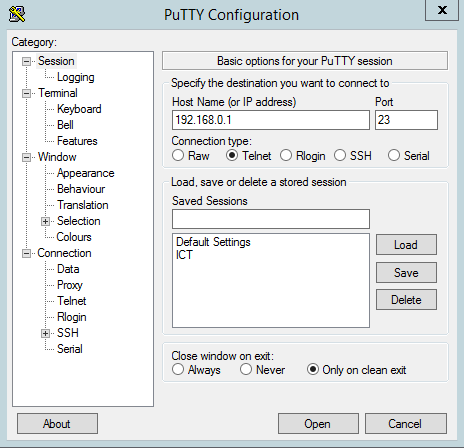 PuTTY Configuration
x
Category:
Session
Logging
Terminal
Keyboard
Bell
Features
Window
Appearance
Behaviour
Translation
Selection
Colours
Connection
Data
Proxy
Telnet
Rlogin
SSH
Serial
Basic options for your PuTTY session
Specify the destination you want to connect to
Host Name (or IP address) Port
192.168.0.1 23
Connection type:
Raw Telnet Rlogin SSH Serial
Load, save or delete a stored session
Saved Sessions
Default Settings
ICT
Load
Save
Delete
Close window on exit:
Always Never Only on clean exit
About Open Cancel